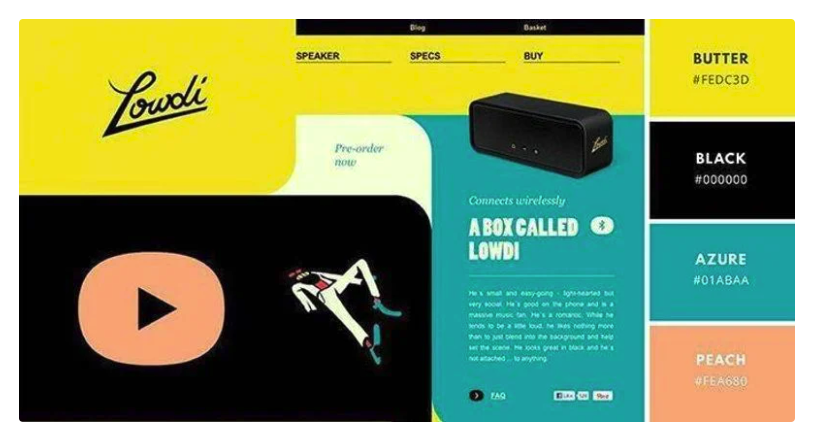 Blog
Basket
SPEAKER
SPECS
BUY
Lowdi
Pre-order
now
Lowdi
Connects wirelessly
A BOX CALLED
LOWDI
He's small and easy-going - light-hearted but
very social. He's good on the phone and is a
massive music fan. He's a romantic. While he
tends to be a little loud, he likes nothing more
than to just blend into the background and help
set the scene. He looks great in black and he's
not attached ... to anything.
FAQ
Like
BUTTER
#FEDC3D
BLACK
#000000
AZURE
#01ABAA
PEACH
#FEA680